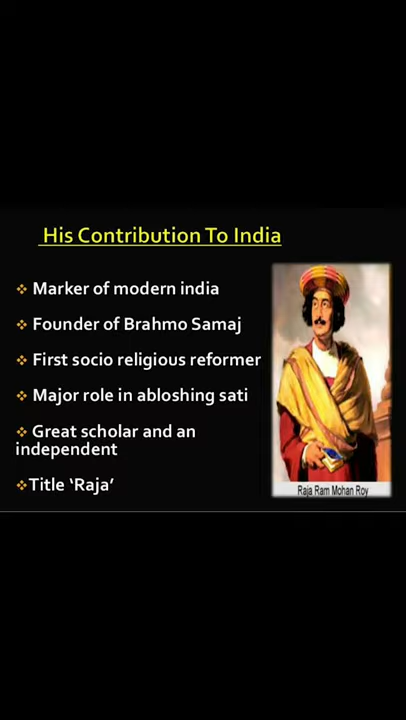 His Contribution To India
❖ Marker of modern india
❖ Founder of Brahmo Samaj
❖ First socio religious reformer
❖ Major role in abloshing sati
❖ Great scholar and an
independent
❖Title ‘Raja’
Raja Ram Mohan Roy